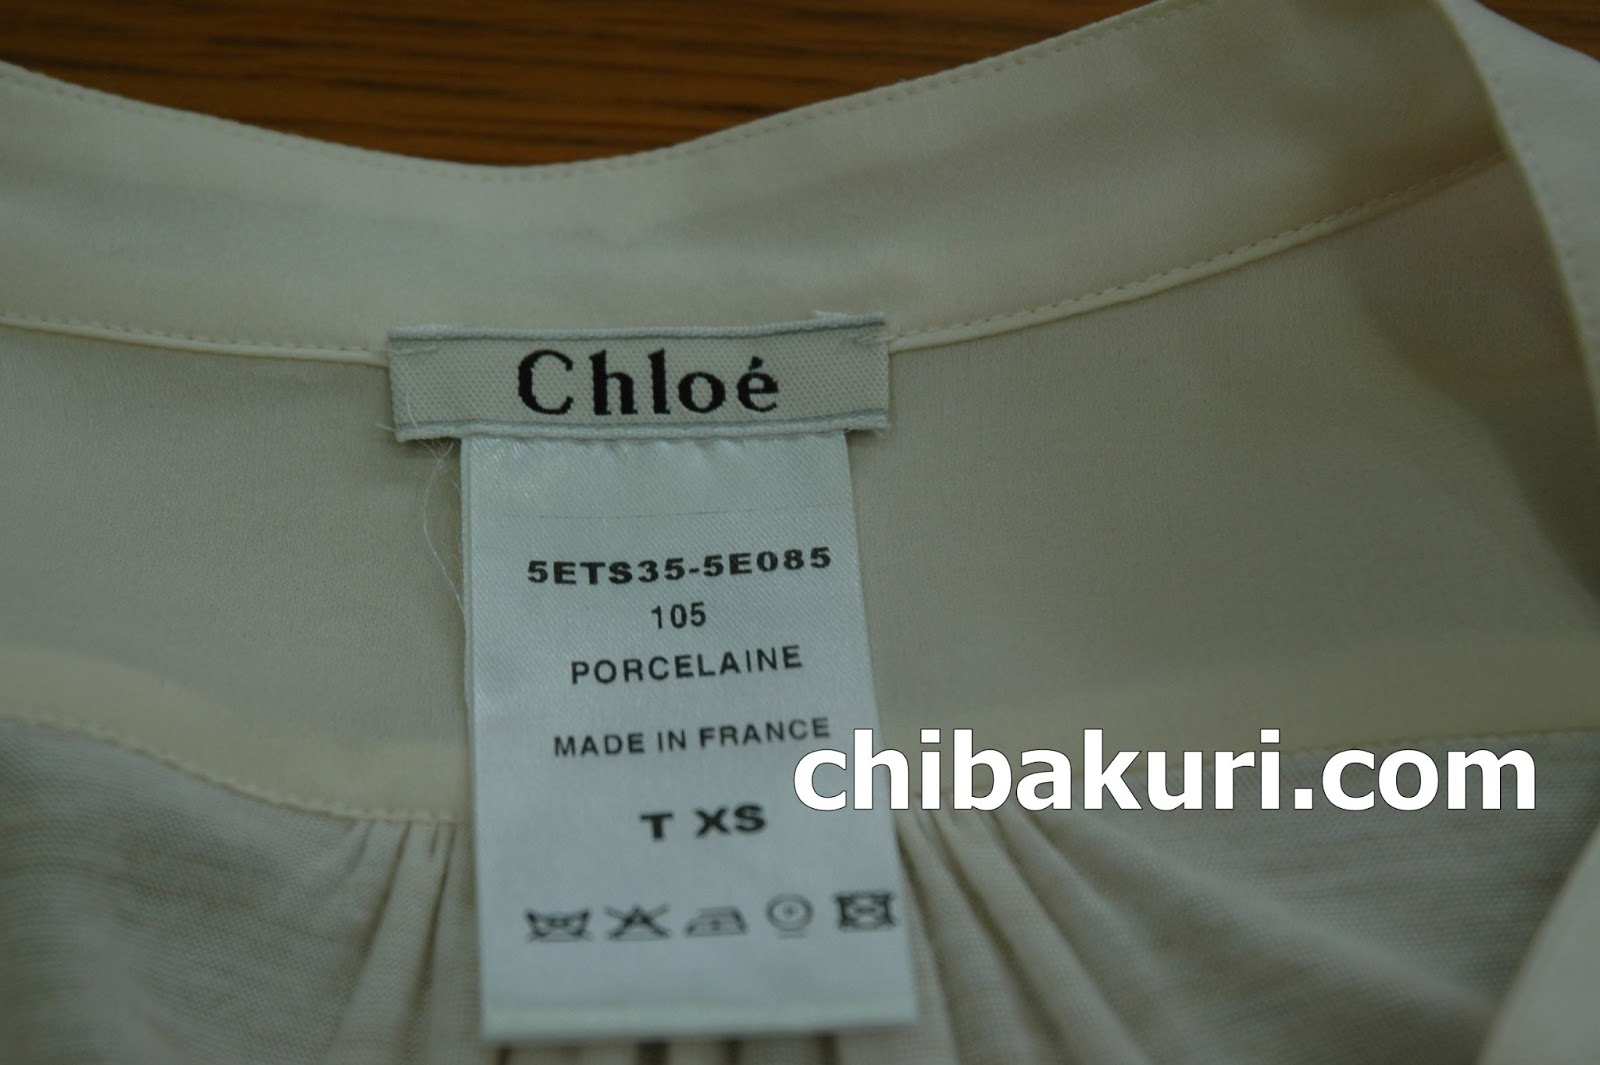 Chloé
5ETS35-5E085
105
PORCELAINE
MADE IN FRANCE
chibakuri.com
T XS